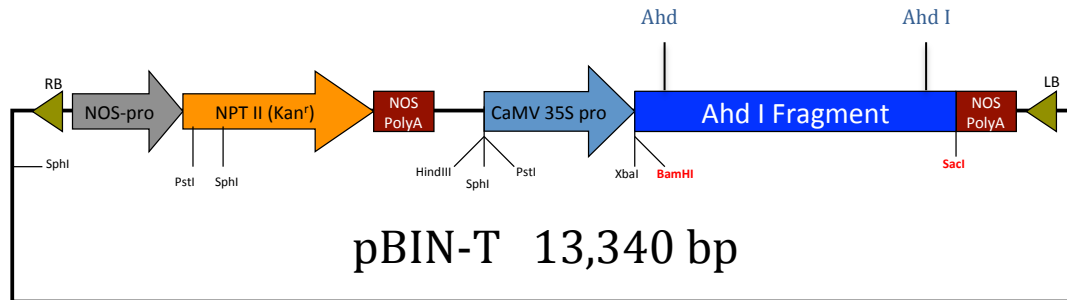 Ahd Ahd I
RB LB
NOS-pro NPT II (Kanʳ) NOS PolyA CaMV 35S pro Ahd I Fragment NOS PolyA
SphI PstI SphI HindIII SphI PstI XbaI BamHI SacI
pBIN-T 13,340 bp